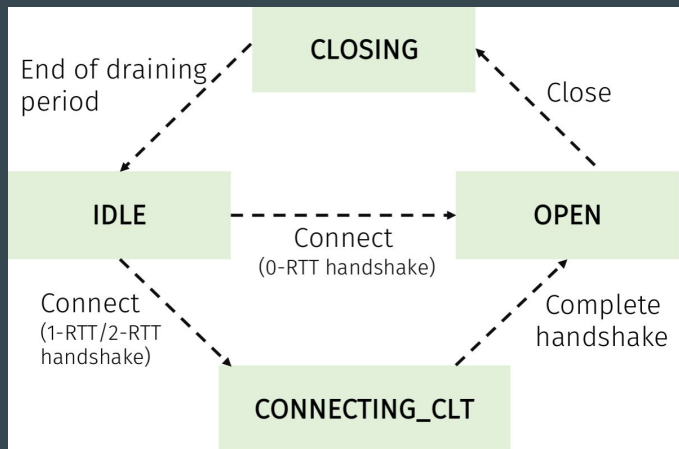 CLOSING
End of draining
period
Close
IDLE
OPEN
Connect
(0-RTT handshake)
Connect
(1-RTT/2-RTT
handshake)
Complete
handshake
CONNECTING_CLT